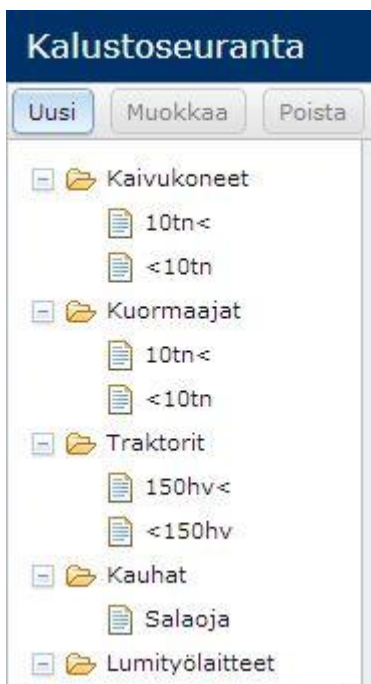 Kalustoseuranta
Uusi Muokkaa Poista
Kaivukoneet
10tn<
<10tn
Kuormaajat
10tn<
<10tn
Traktorit
150hv<
<150hv
Kauhat
Salaoja
Lumityölaitteet